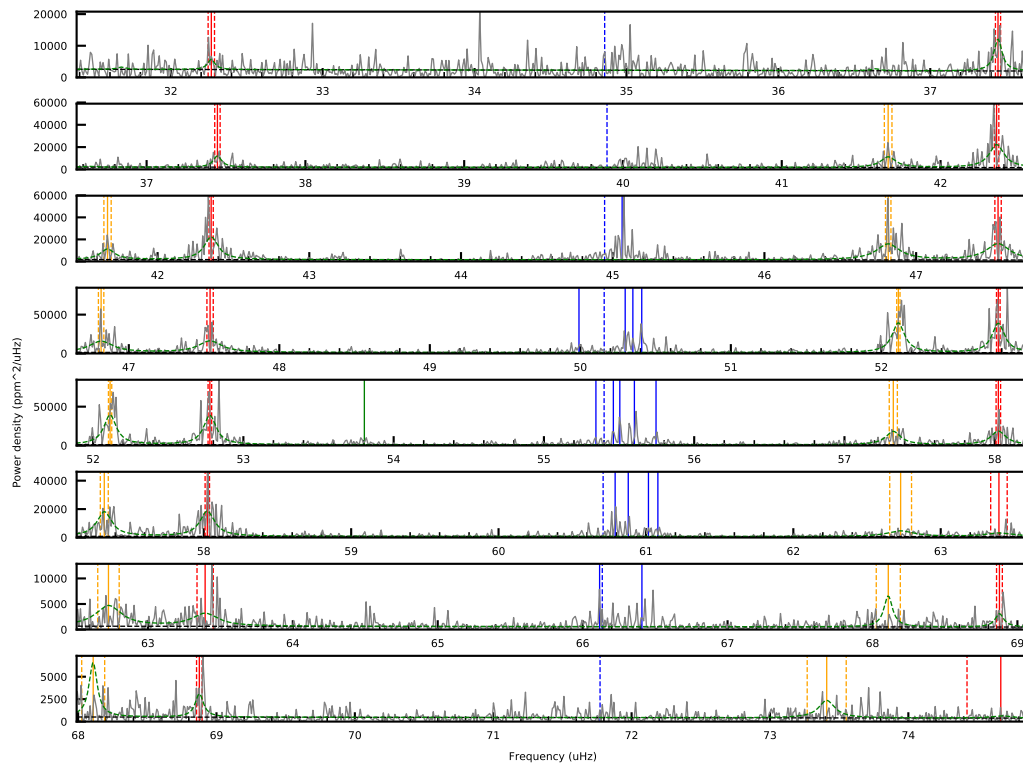 20000
10000
0
32 33 34 35 36 37
60000
40000
20000
0
37 38 39 40 41 42
60000
40000
20000
0
42 43 44 45 46 47
50000
0
47 48 49 50 51 52
50000
0
52 53 54 55 56 57 58
40000
20000
0
58 59 60 61 62 63
10000
5000
0
63 64 65 66 67 68 69
5000
2500
0
68 69 70 71 72 73 74
Power density (ppm^2/uHz)
Frequency (uHz)